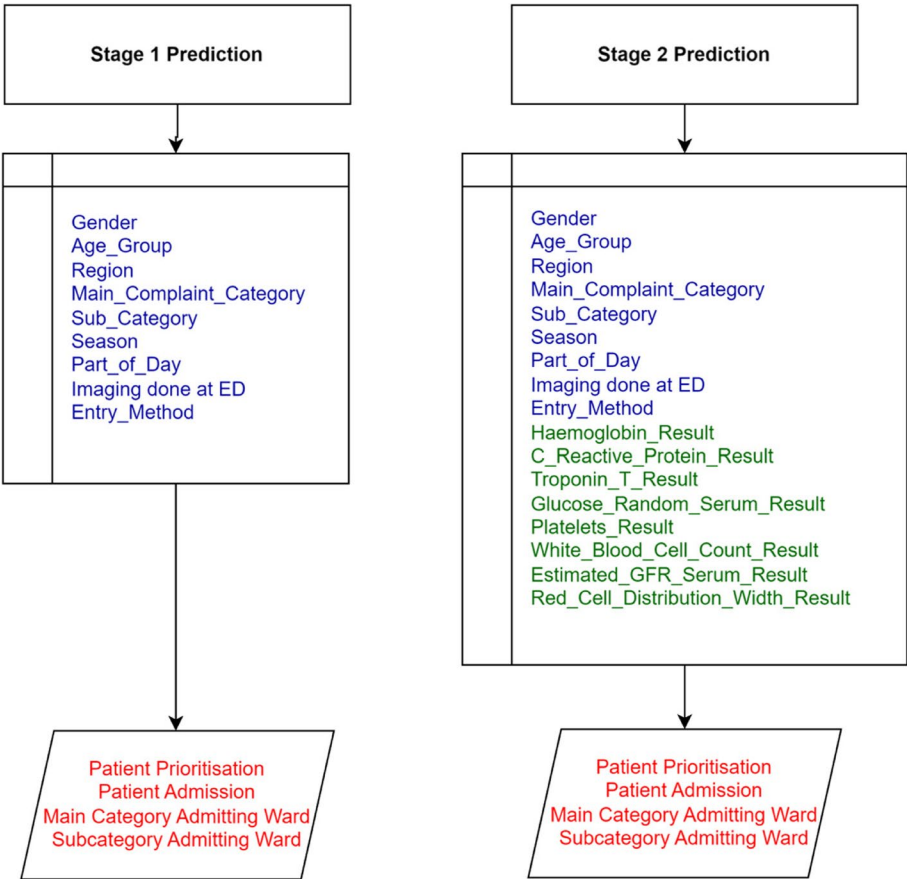 Stage 1 Prediction
Gender
Age_Group
Region
Main_Complaint_Category
Sub_Category
Season
Part_of_Day
Imaging done at ED
Entry_Method
Patient Prioritisation
Patient Admission
Main Category Admitting Ward
Subcategory Admitting Ward
Stage 2 Prediction
Gender
Age_Group
Region
Main_Complaint_Category
Sub_Category
Season
Part_of_Day
Imaging done at ED
Entry_Method
Haemoglobin_Result
C_Reactive_Protein_Result
Troponin_T_Result
Glucose_Random_Serum_Result
Platelets_Result
White_Blood_Cell_Count_Result
Estimated_GFR_Serum_Result
Red_Cell_Distribution_Width_Result
Patient Prioritisation
Patient Admission
Main Category Admitting Ward
Subcategory Admitting Ward